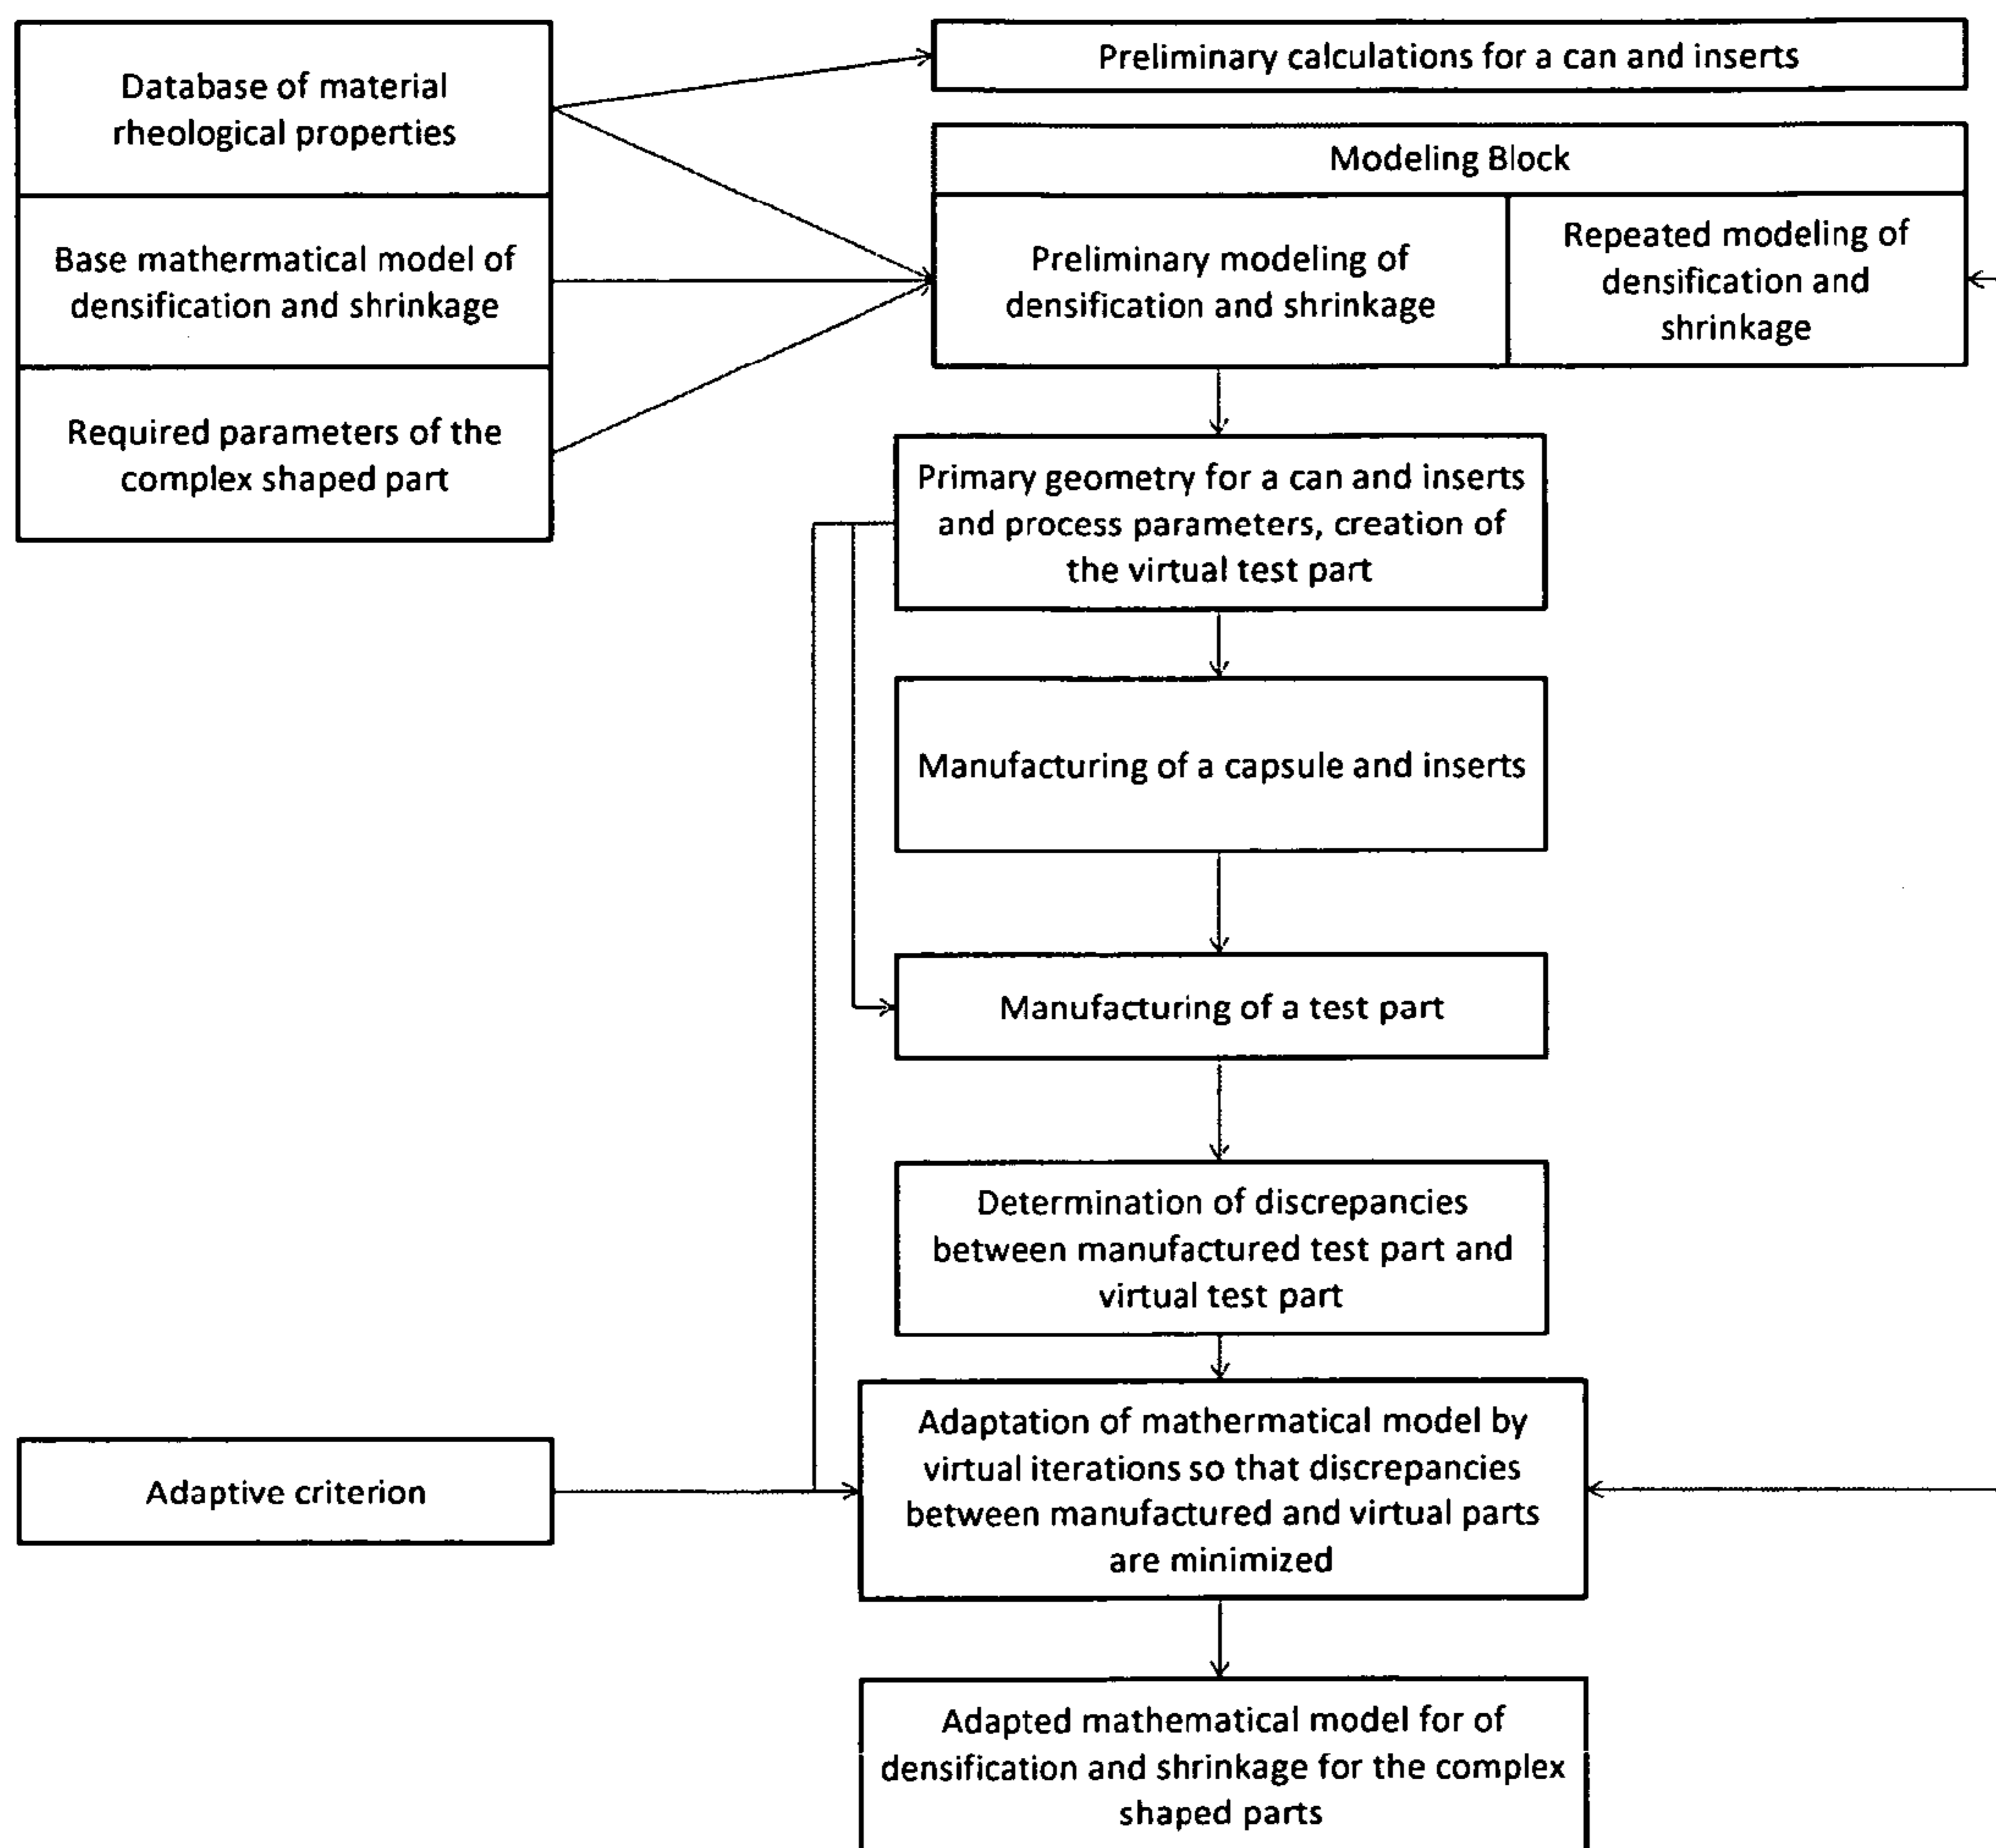 Database of material
rheological properties
Base mathermatical model of
densification and shrinkage
Required parameters of the
complex shaped part
Preliminary calculations for a can and inserts
Modeling Block
Preliminary modeling of
densification and shrinkage
Repeated modeling of
densification and
shrinkage
Primary geometry for a can and inserts
and process parameters, creation of
the virtual test part
Manufacturing of a capsule and inserts
Manufacturing of a test part
Determination of discrepancies
between manufactured test part and
virtual test part
Adaptive criterion
Adaptation of mathermatical model by
virtual iterations so that discrepancies
between manufactured and virtual parts
are minimized
Adapted mathematical model for of
densification and shrinkage for the complex
shaped parts